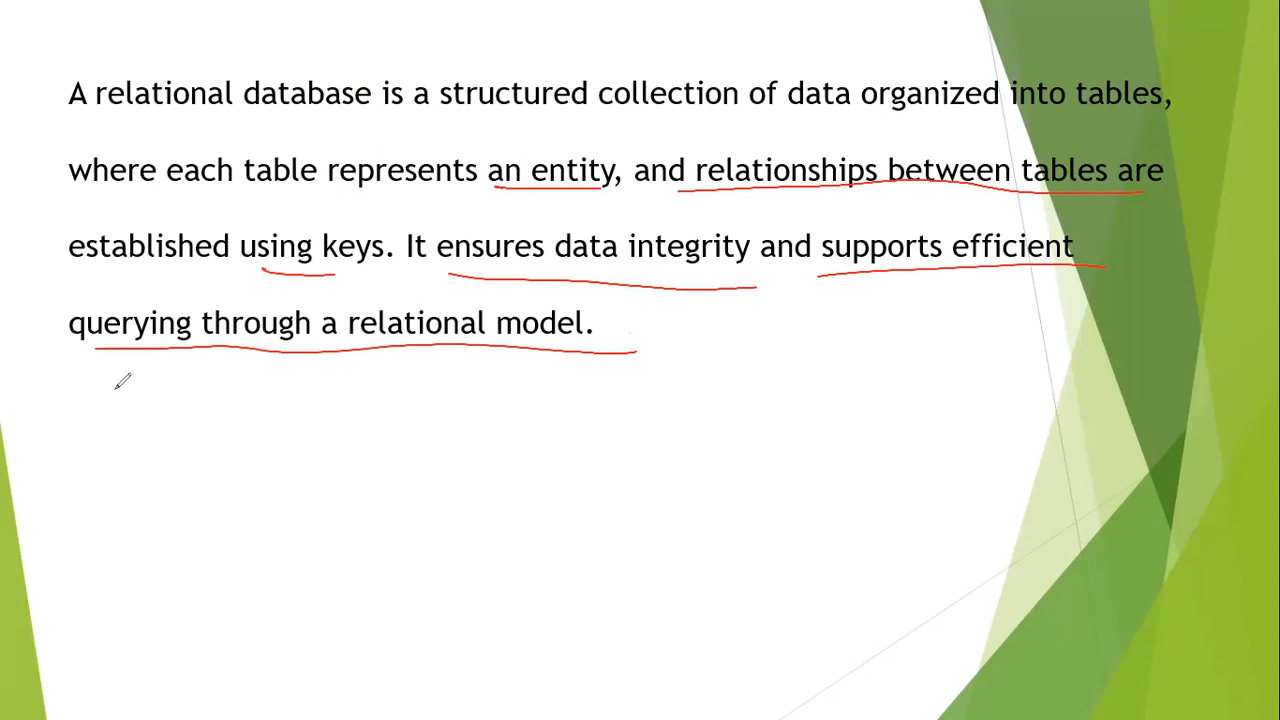 A relational database is a structured collection of data organized into tables,
where each table represents an entity, and relationships between tables are
established using keys. It ensures data integrity and supports efficient
querying through a relational model.